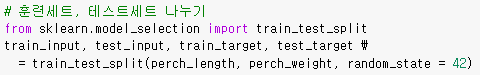 # 훈련세트, 테스트세트 나누기
from sklearn.model_selection import train_test_split
train_input, test_input, train_target, test_target ₩
= train_test_split(perch_length, perch_weight, random_state = 42)